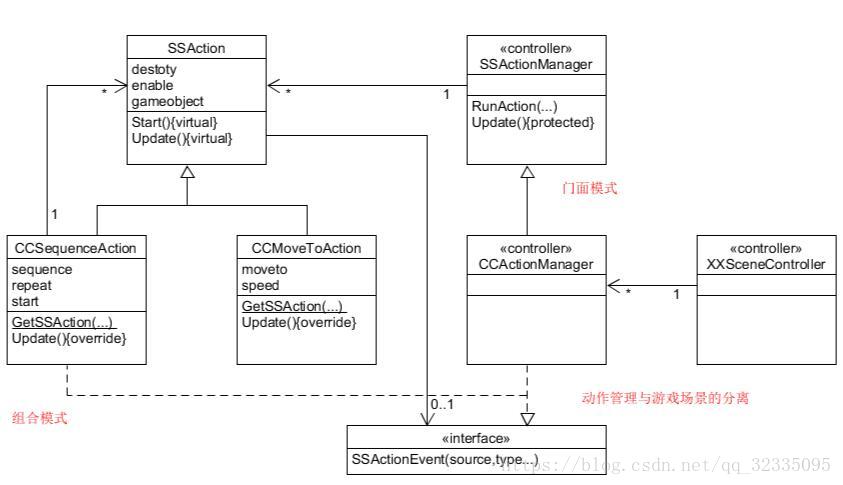 SSAction
destoty
enable
gameobject
Start(){virtual}
Update(){virtual}
«controller»
SSActionManager
RunAction(...)
Update(){protected}
*
*
1
门面模式
1
CCSequenceAction
sequence
repeat
start
GetSSAction(...)
Update(){override}
CCMoveToAction
moveto
speed
GetSSAction(...)
Update(){override}
«controller»
CCActionManager
«controller»
XXSceneController
*
1
组合模式
0..1
动作管理与游戏场景的分离
«interface»
SSActionEvent(source,type...)
https://blog.csdn.net/qq_32335095